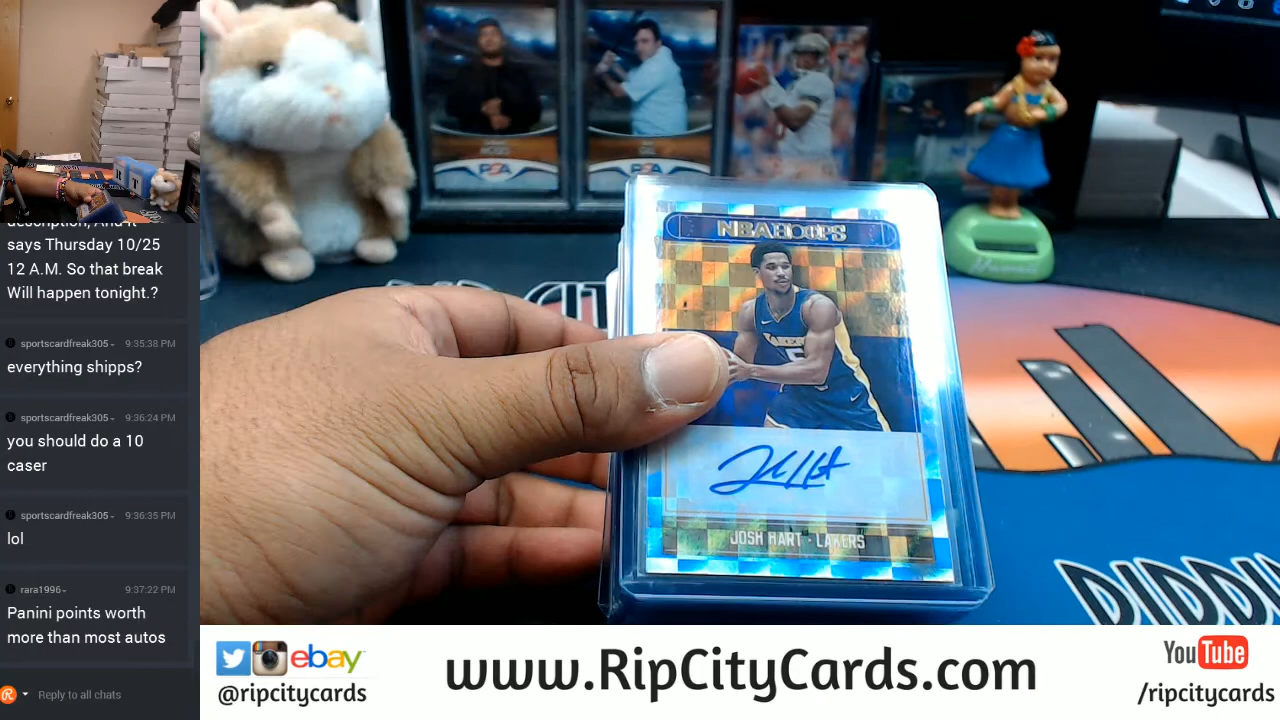 description, And it
says Thursday 10/25
12 A.M. So that break
Will happen tonight.?
sportscardfreak305 9:35:38 PM
everything shipps?
sportscardfreak305 9:36:24 PM
you should do a 10
caser
sportscardfreak305 9:36:35 PM
lol
rara1996 9:37:22 PM
Panini points worth
more than most autos
Reply to all chats
NBA HOOPS
LAKERS
5
JOSH HART · LAKERS
ebay
@ripcitycards
www.RipCityCards.com
YouTube
/ripcitycards